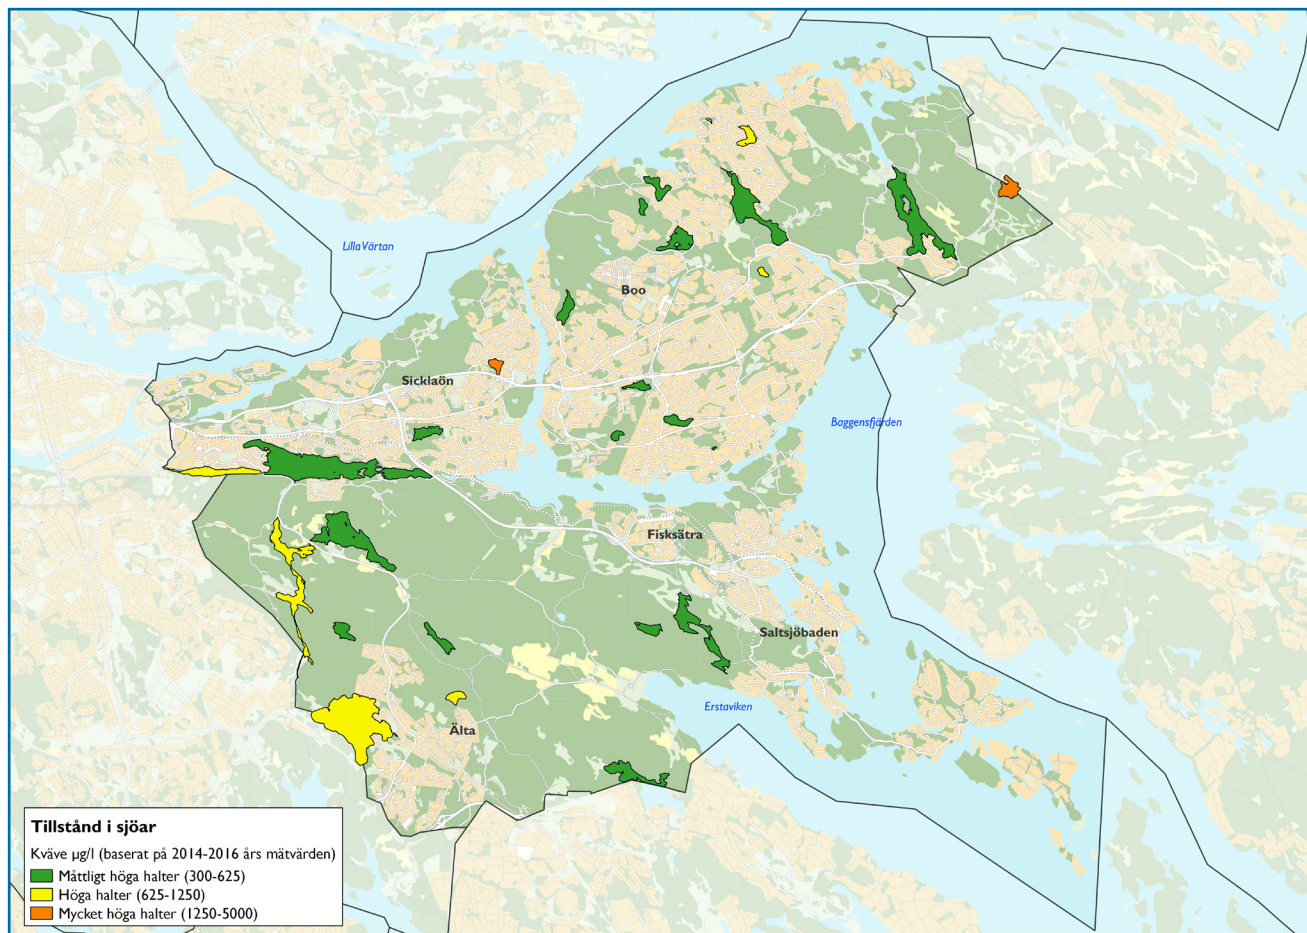 Lilla Värtan
Boo
Sicklaön
Baggensfjärden
Fisksätra
Saltsjöbaden
Erstaviken
Älta
Tillstånd i sjöar
Kväve µg/l (baserat på 2014-2016 års mätvärden)
Måttligt höga halter (300-625)
Höga halter (625-1250)
Mycket höga halter (1250-5000)